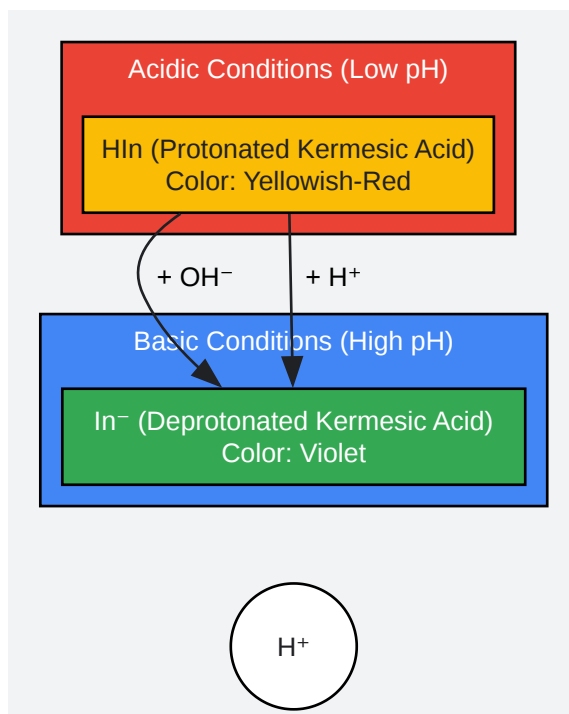 Acidic Conditions (Low pH)
HIn (Protonated Kermesic Acid)
Color: Yellowish-Red
+ OH⁻
+ H⁺
Basic Conditions (High pH)
In⁻ (Deprotonated Kermesic Acid)
Color: Violet
H⁺